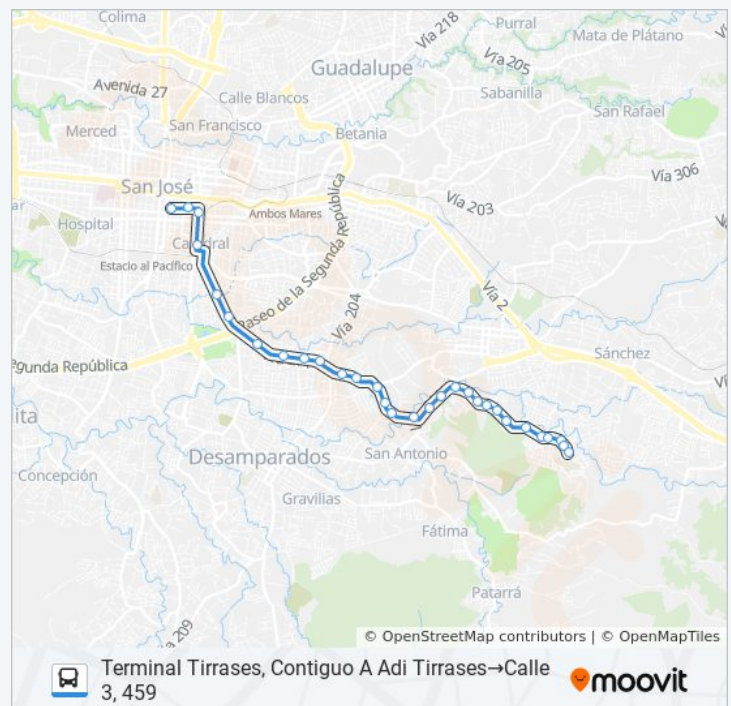 Colima
Vía 218
Purral
Mata de Plátano
Guadalupe
Vía 205
Avenida 27
Calle Blancos
Sabanilla
San Rafael
Merced
San Francisco
Betania
Vía 306
San José
Ambos Mares
Vía 203
Hospital
Catedral
Estacio al Pacífico
Paseo de la Segunda República
Vía 204
Vía 2
Sánchez
egunda República
ita
Desamparados
San Antonio
Concepción
Gravilias
Fátima
Patarrá
Vía 209
© OpenStreetMap contributors | © OpenMapTiles
Terminal Tirrases, Contiguo A Adi Tirrases→Calle
3, 459
moovit